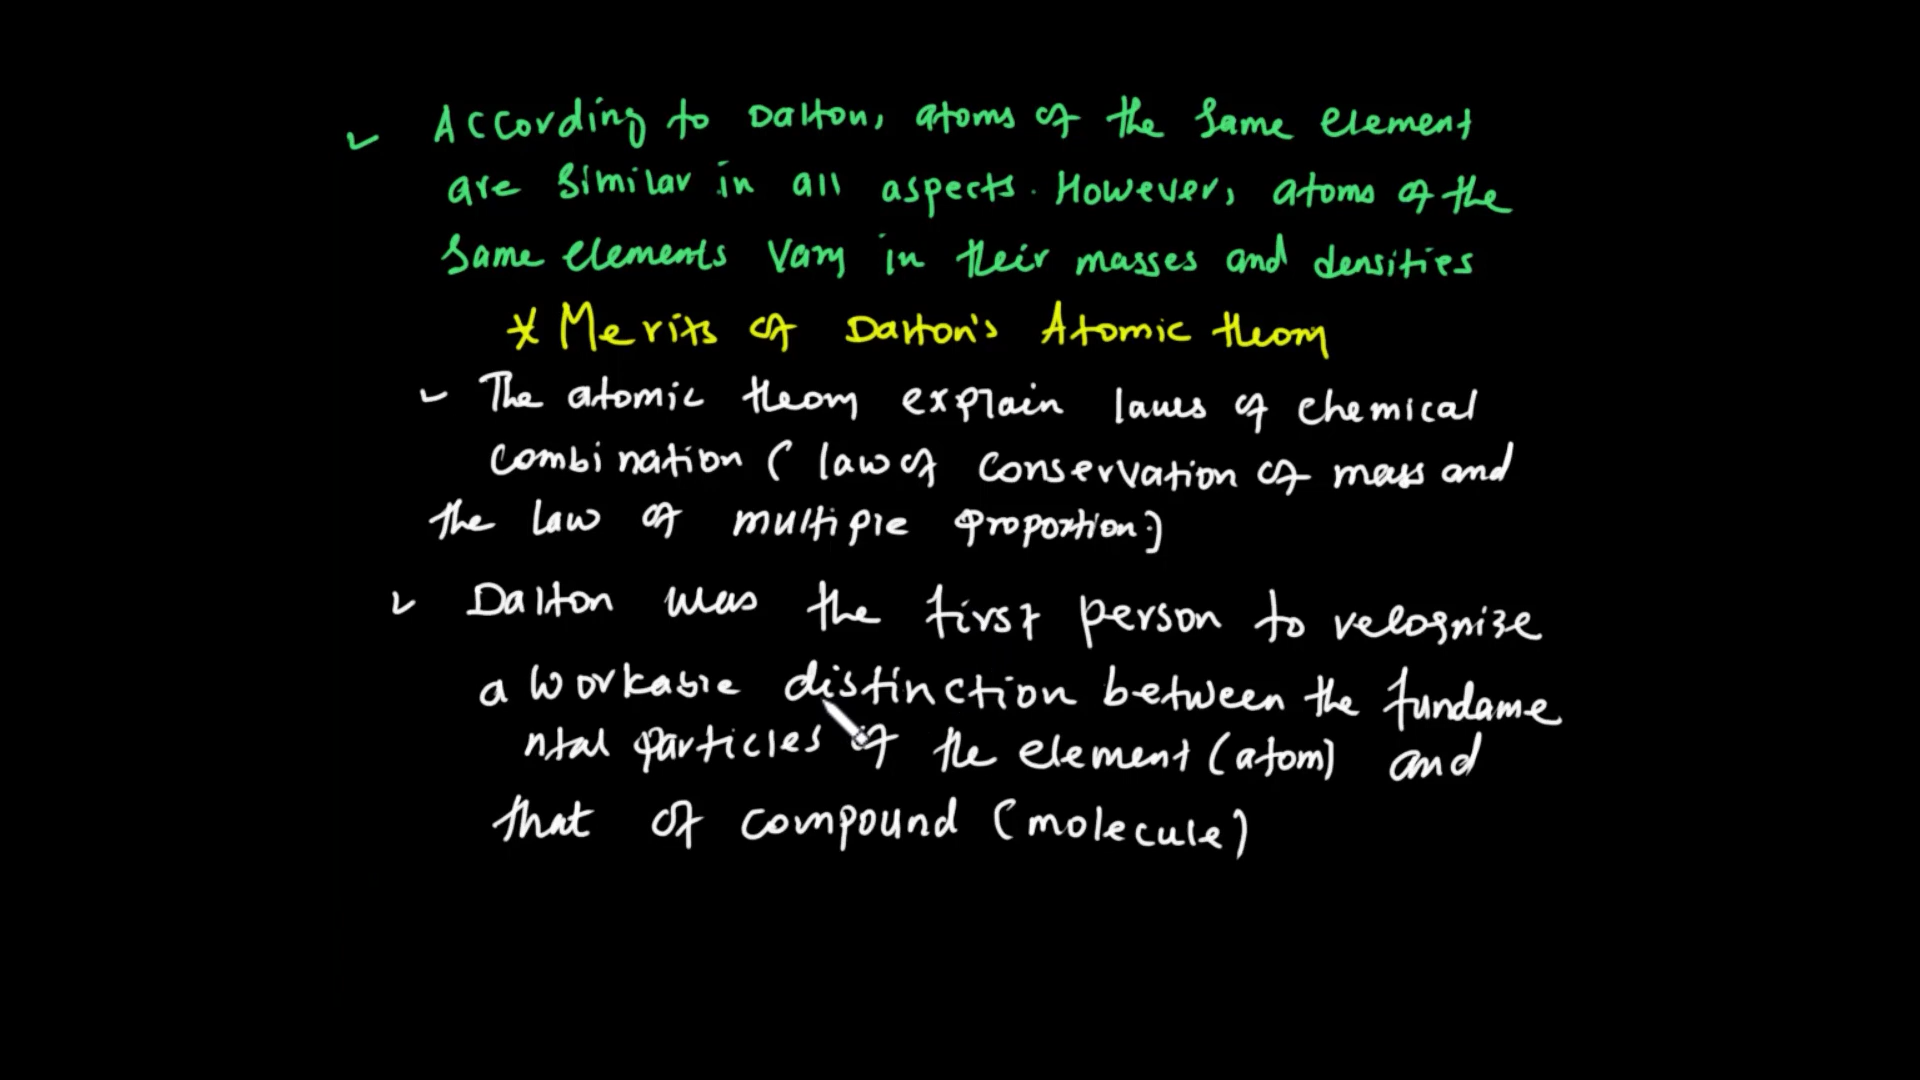 According to Dalton, atoms of the same element
are similar in all aspects. However, atoms of the
same elements vary in their masses and densities
* Merits of Dalton's Atomic theory
The atomic theory explain laws of chemical
combination (law of conservation of mass and
the law of multiple proportion.)
Dalton was the first person to recognize
a workable distinction between the fundame
ntal particles of the element (atom) and
that of compound (molecule)